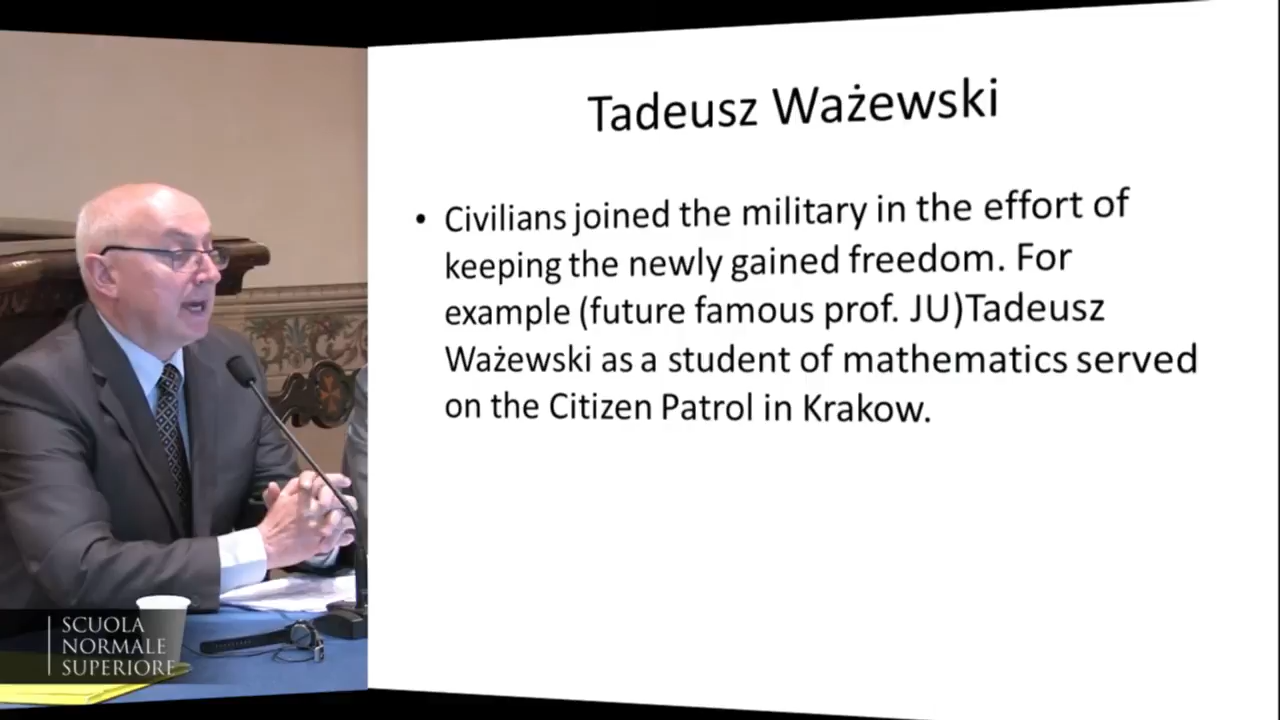 Tadeusz Ważewski
• Civilians joined the military in the effort of
keeping the newly gained freedom. For
example (future famous prof. JU)Tadeusz
Ważewski as a student of mathematics served
on the Citizen Patrol in Krakow.
SCUOLA
NORMALE
SUPERIORE